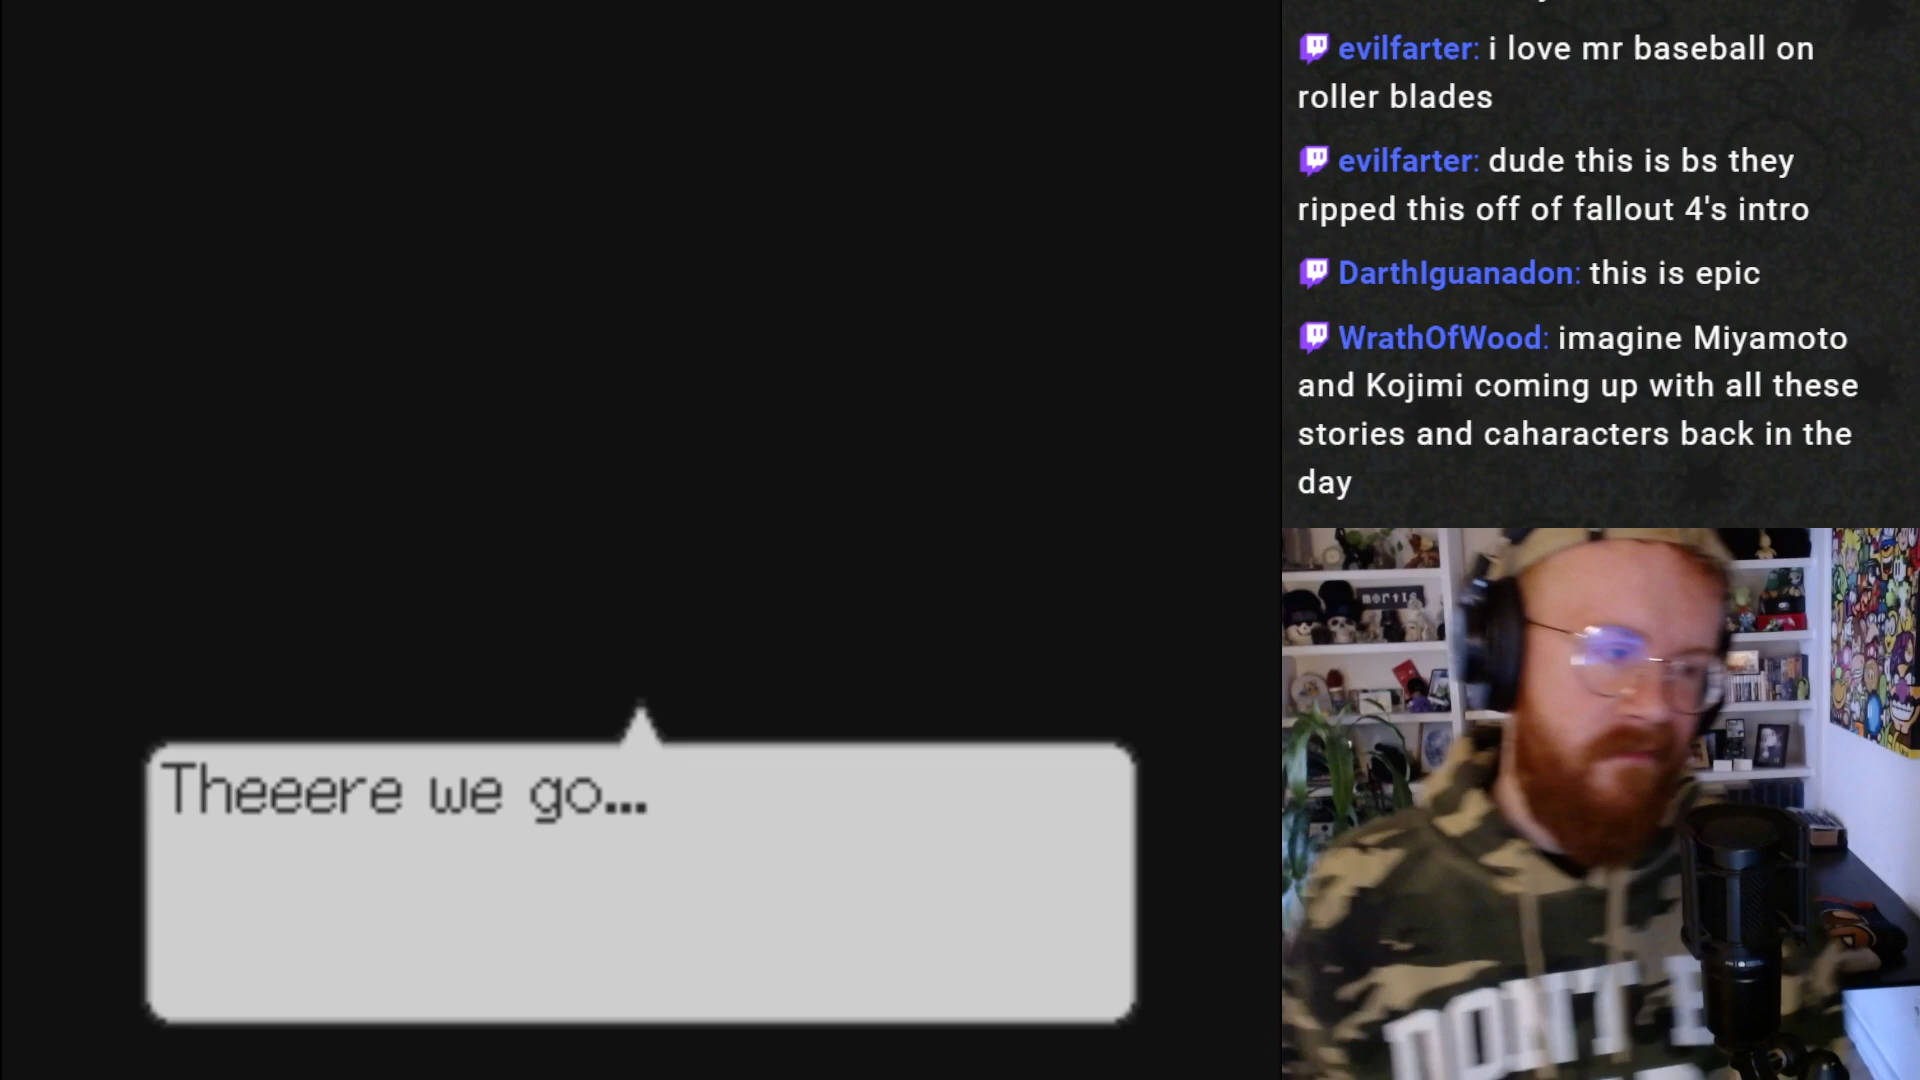 evilfarter: i love mr baseball on
roller blades
evilfarter: dude this is bs they
ripped this off of fallout 4's intro
DarthIguanadon: this is epic
WrathOfWood: imagine Miyamoto
and Kojimi coming up with all these
stories and caharacters back in the
day
mortis
Theeere we go...
DON'T